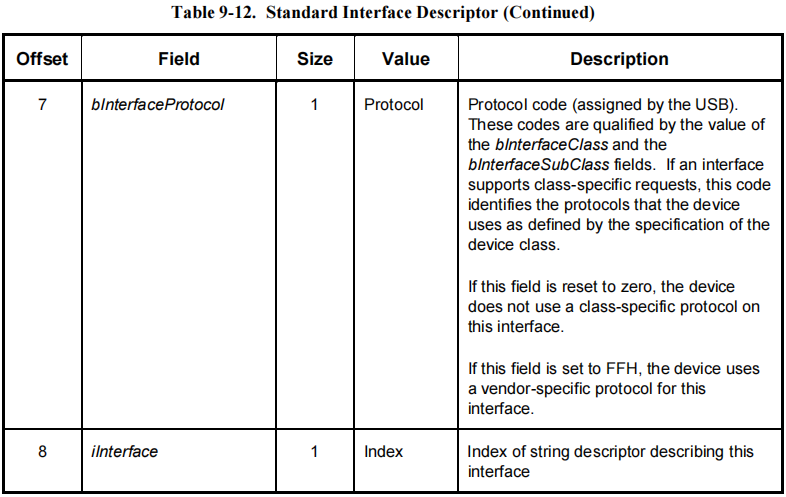 Table 9-12. Standard Interface Descriptor (Continued)
Offset Field Size Value Description
7 bInterfaceProtocol 1 Protocol Protocol code (assigned by the USB).
These codes are qualified by the value of
the bInterfaceClass and the
bInterfaceSubClass fields. If an interface
supports class-specific requests, this code
identifies the protocols that the device
uses as defined by the specification of the
device class.
If this field is reset to zero, the device
does not use a class-specific protocol on
this interface.
If this field is set to FFH, the device uses
a vendor-specific protocol for this
interface.
8 iInterface 1 Index Index of string descriptor describing this
interface